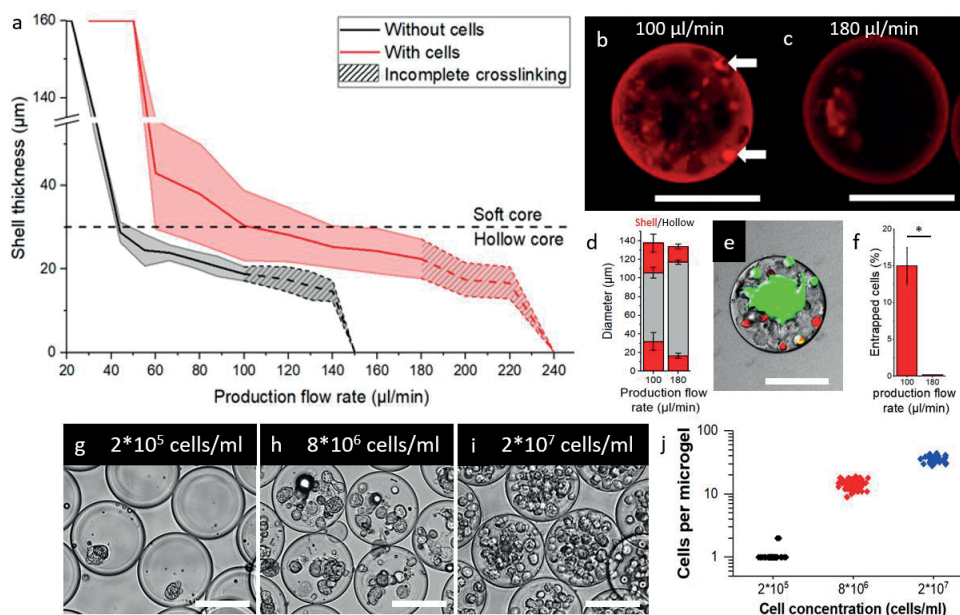 a
Shell thickness (µm)
160
140
40
20
0
Without cells
With cells
Incomplete crosslinking
Soft core
Hollow core
20 40 60 80 100 120 140 160 180 200 220 240
Production flow rate (µl/min)
b 100 µl/min
c 180 µl/min
d
Shell/Hollow
Diameter (µm)
140
120
100
80
60
40
20
0
100 180
Production flow
rate (µl/min)
e
f
Entrapped cells (%)
*
20
15
10
5
0
100 180
production flow
rate (µl/min)
g 2*10⁵ cells/ml
h 8*10⁶ cells/ml
i 2*10⁷ cells/ml
j
Cells per microgel
100
10
1
2*10⁵ 8*10⁶ 2*10⁷
Cell concentration (cells/ml)